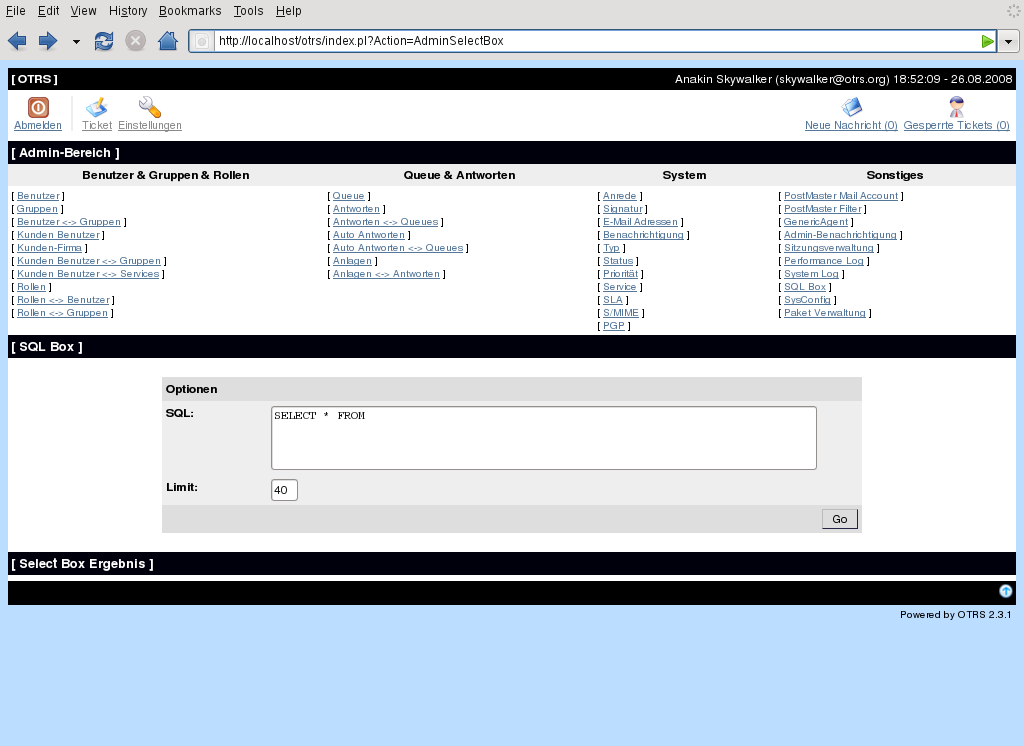 File Edit View History Bookmarks Tools Help
http://localhost/otrs/index.pl?Action=AdminSelectBox
[ OTRS ] Anakin Skywalker (skywalker@otrs.org) 18:52:09 - 26.08.2008
Abmelden Ticket Einstellungen Neue Nachricht (0) Gesperrte Tickets (0)
[ Admin-Bereich ]
Benutzer & Gruppen & Rollen Queue & Antworten System Sonstiges
[ Benutzer ] [ Queue ] [ Anrede ] [ PostMaster Mail Account ]
[ Gruppen ] [ Antworten ] [ Signatur ] [ PostMaster Filter ]
[ Benutzer <-> Gruppen ] [ Antworten <-> Queues ] [ E-Mail Adressen ] [ GenericAgent ]
[ Kunden Benutzer ] [ Auto Antworten ] [ Benachrichtigung ] [ Admin-Benachrichtigung ]
[ Kunden-Firma ] [ Auto Antworten <-> Queues ] [ Typ ] [ Sitzungsverwaltung ]
[ Kunden Benutzer <-> Gruppen ] [ Anlagen ] [ Status ] [ Performance Log ]
[ Kunden Benutzer <-> Services ] [ Anlagen <-> Antworten ] [ Priorität ] [ System Log ]
[ Rollen ] [ Service ] [ SQL Box ]
[ Rollen <-> Benutzer ] [ SLA ] [ SysConfig ]
[ Rollen <-> Gruppen ] [ S/MIME ] [ Paket Verwaltung ]
[ PGP ]
[ SQL Box ]
Optionen
SQL: SELECT * FROM
Limit: 40
Go
[ Select Box Ergebnis ]
Powered by OTRS 2.3.1